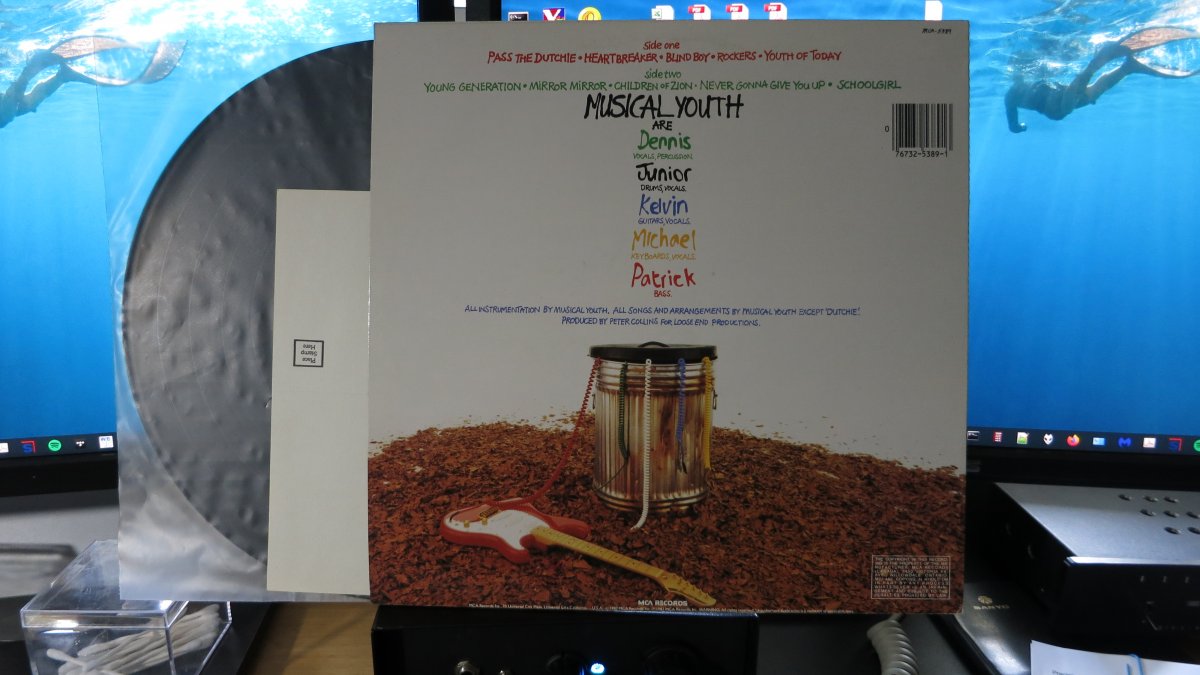 MCA-5389
side one
PASS THE DUTCHIE • HEARTBREAKER • BLIND BOY • ROCKERS • YOUTH OF TODAY
side two
YOUNG GENERATION • MIRROR MIRROR • CHILDREN OF ZION • NEVER GONNA GIVE YOU UP • SCHOOLGIRL
MUSICAL YOUTH
ARE
Dennis
VOCALS, PERCUSSION.
Junior
DRUMS, VOCALS.
Kelvin
GUITARS, VOCALS.
Michael
KEYBOARDS, VOCALS.
Patrick
BASS.
0 76732-5389-1
ALL INSTRUMENTATION BY MUSICAL YOUTH. ALL SONGS AND ARRANGEMENTS BY MUSICAL YOUTH EXCEPT 'DUTCHIE'.
PRODUCED BY PETER COLLINS FOR LOOSE END PRODUCTIONS.
Place
Stamp
Here
MCA RECORDS
SANYO
PDF
PDF
PDF